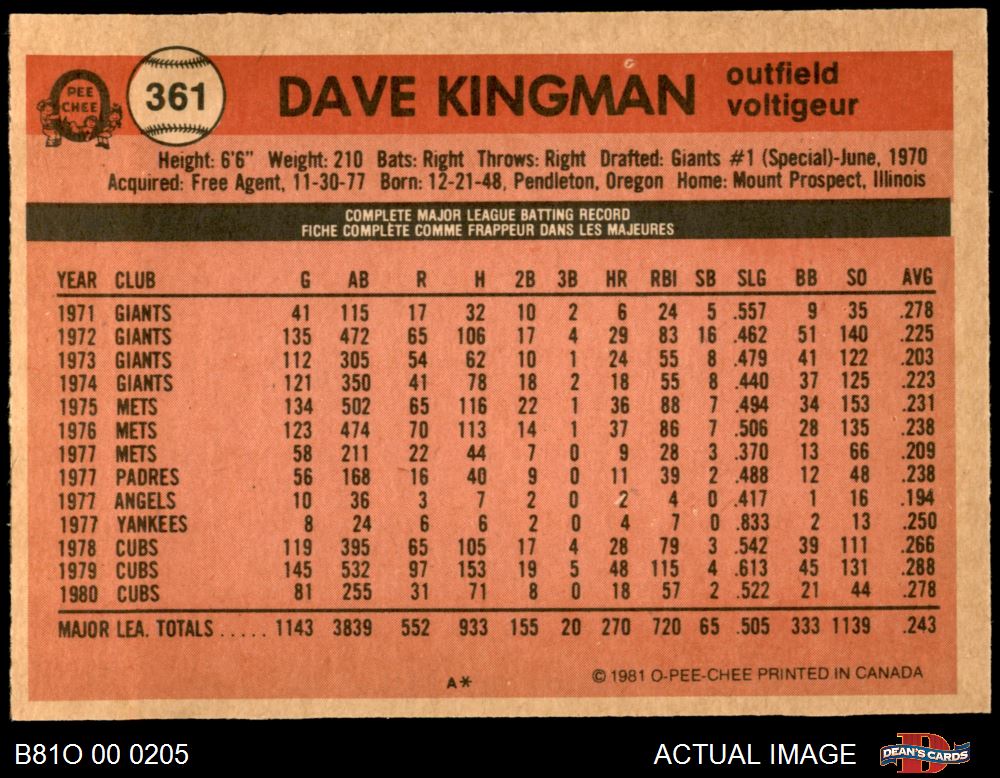 PEE
CHEE
361
DAVE KINGMAN
outfield
voltigeur
Height: 6'6" Weight: 210 Bats: Right Throws: Right Drafted: Giants #1 (Special)-June, 1970
Acquired: Free Agent, 11-30-77 Born: 12-21-48, Pendleton, Oregon Home: Mount Prospect, Illinois
COMPLETE MAJOR LEAGUE BATTING RECORD
FICHE COMPLÈTE COMME FRAPPEUR DANS LES MAJEURES
YEAR CLUB G AB R H 2B 3B HR RBI SB SLG BB SO AVG
1971 GIANTS 41 115 17 32 10 2 6 24 5 .557 9 35 .278
1972 GIANTS 135 472 65 106 17 4 29 83 16 .462 51 140 .225
1973 GIANTS 112 305 54 62 10 1 24 55 8 .479 41 122 .203
1974 GIANTS 121 350 41 78 18 2 18 55 8 .440 37 125 .223
1975 METS 134 502 65 116 22 1 36 88 7 .494 34 153 .231
1976 METS 123 474 70 113 14 1 37 86 7 .506 28 135 .238
1977 METS 58 211 22 44 7 0 9 28 3 .370 13 66 .209
1977 PADRES 56 168 16 40 9 0 11 39 2 .488 12 48 .238
1977 ANGELS 10 36 3 7 2 0 2 4 0 .417 1 16 .194
1977 YANKEES 8 24 6 6 2 0 4 7 0 .833 2 13 .250
1978 CUBS 119 395 65 105 17 4 28 79 3 .542 39 111 .266
1979 CUBS 145 532 97 153 19 5 48 115 4 .613 45 131 .288
1980 CUBS 81 255 31 71 8 0 18 57 2 .522 21 44 .278
MAJOR LEA. TOTALS ..... 1143 3839 552 933 155 20 270 720 65 .505 333 1139 .243
A*
© 1981 O-PEE-CHEE PRINTED IN CANADA
B81O 00 0205
ACTUAL IMAGE
DEAN'S CARDS